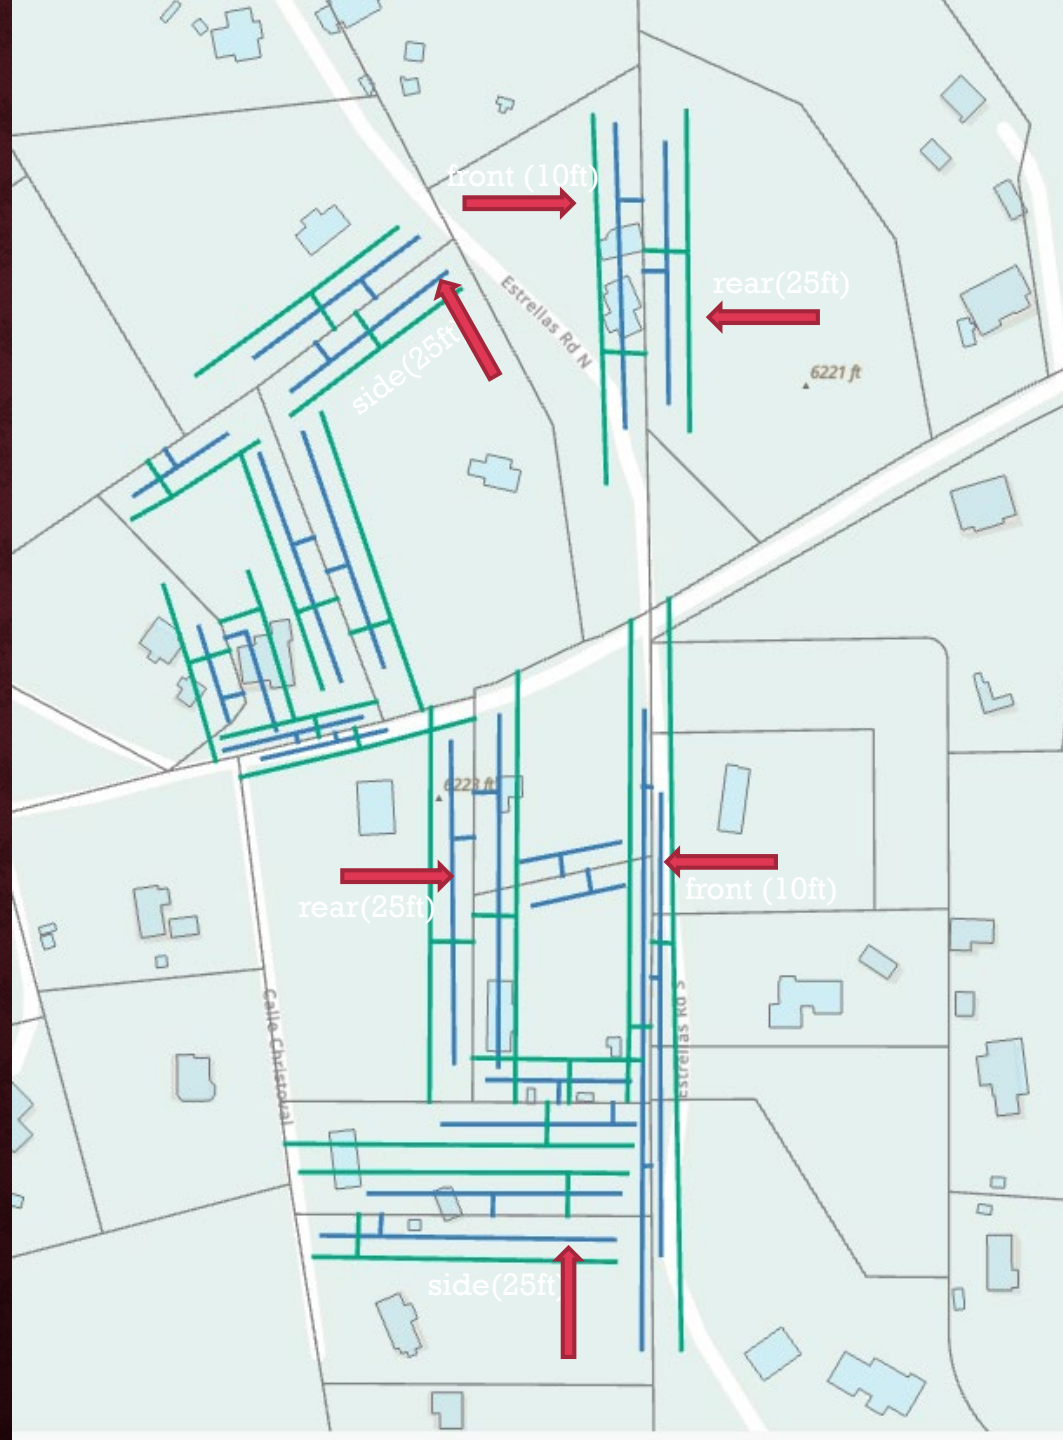 front (10ft)
rear(25ft)
Estrellas Rd N
side(25ft
6221 ft
6223 ft
front (10ft)
rear(25ft)
Calle Christoval
Estrellas Rd S
side(25ft)